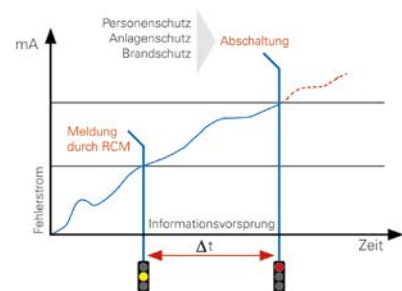 Personenschutz
Anlagenschutz
Brandschutz
Abschaltung
mA
Meldung
durch RCM
Fehlerstrom
Informationsvorsprung
Δt
Zeit